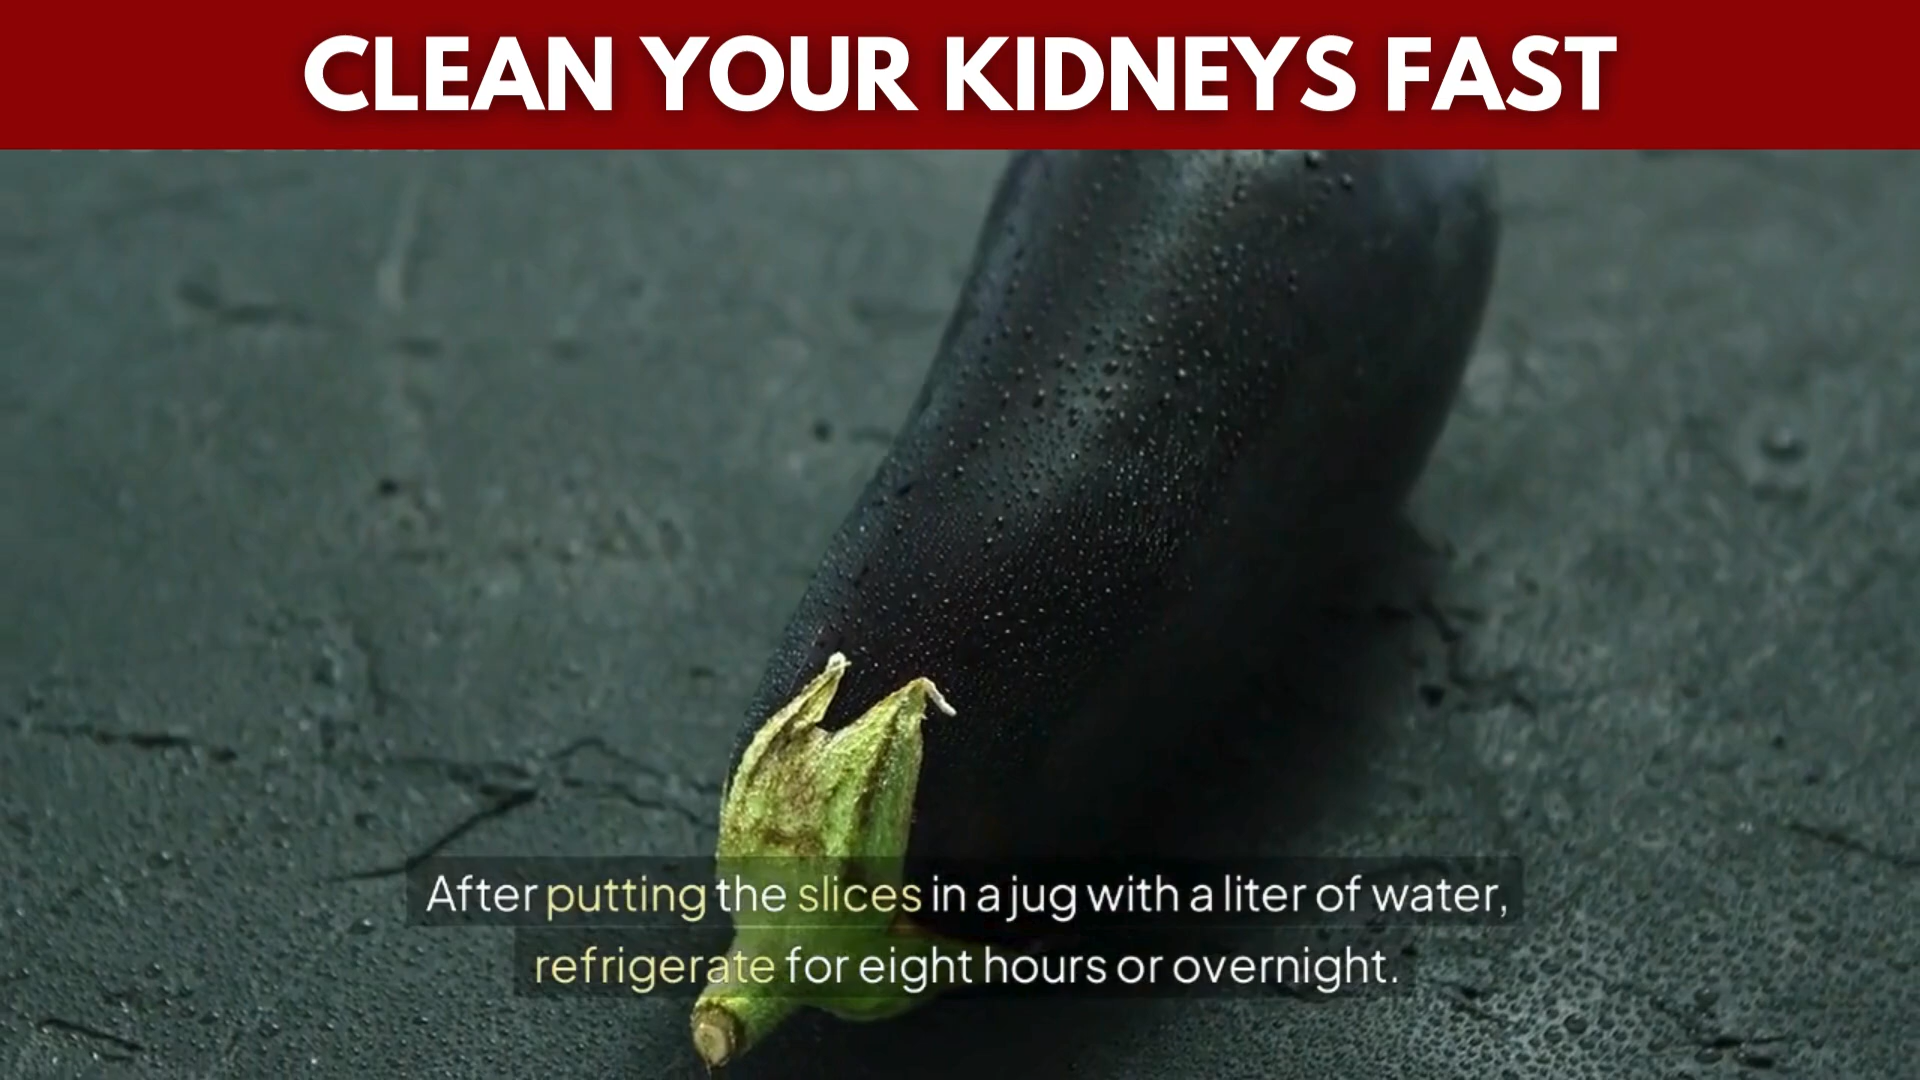 CLEAN YOUR KIDNEYS FAST
After putting the slices in a jug with a liter of water,
refrigerate for eight hours or overnight.